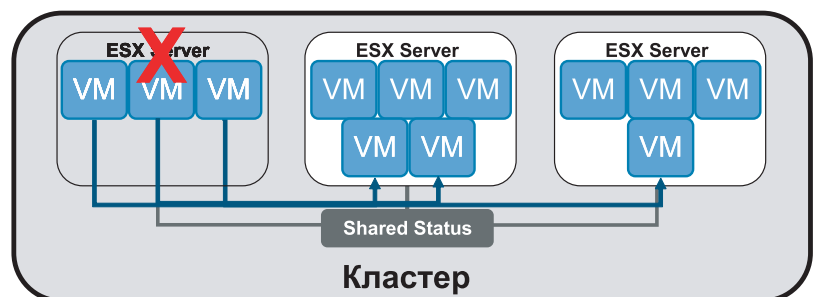 ESX Server ESX Server ESX Server
VM VM VM VM VM VM VM VM VM
VM VM VM
Shared Status
Кластер